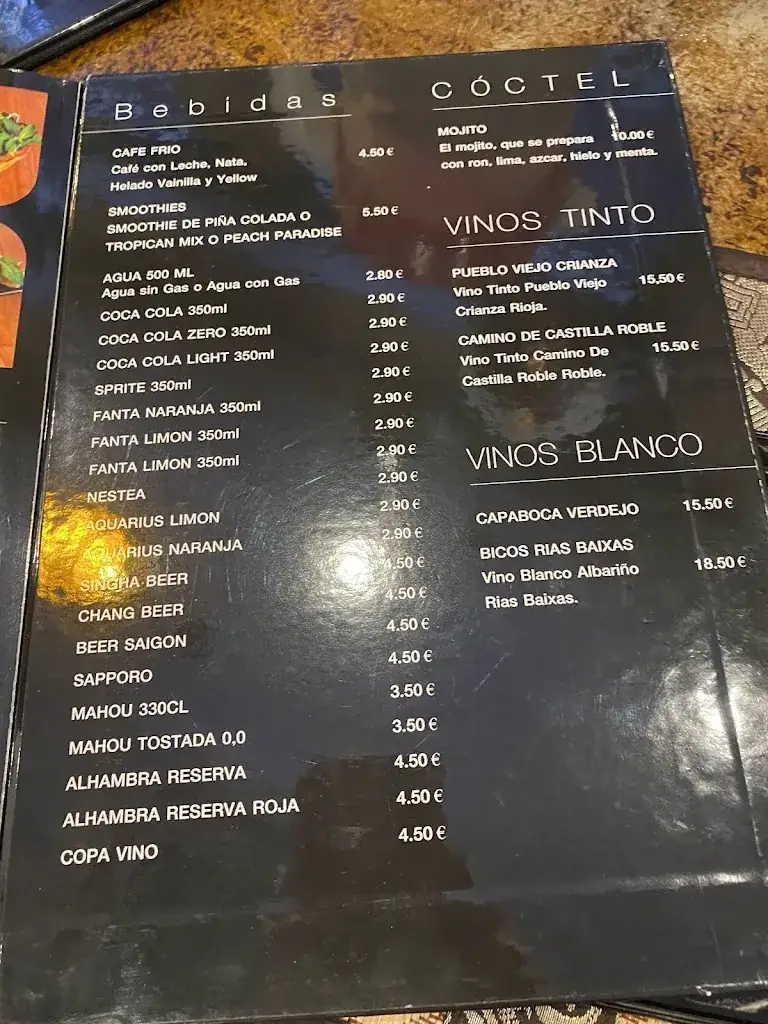 Bebidas
CAFE FRIO 4.50 €
Café con Leche, Nata,
Helado Vainilla y Yellow
SMOOTHIES 5.50 €
SMOOTHIE DE PIÑA COLADA O
TROPICAN MIX O PEACH PARADISE
AGUA 500 ML 2.80 €
Agua sin Gas o Agua con Gas
COCA COLA 350ml 2.90 €
COCA COLA ZERO 350ml 2.90 €
COCA COLA LIGHT 350ml 2.90 €
SPRITE 350ml 2.90 €
FANTA NARANJA 350ml 2.90 €
FANTA LIMON 350ml 2.90 €
FANTA LIMON 350ml 2.90 €
NESTEA 2.90 €
AQUARIUS LIMON 2.90 €
AQUARIUS NARANJA 2.90 €
SINGHA BEER 4.50 €
CHANG BEER 4.50 €
BEER SAIGON 4.50 €
SAPPORO 4.50 €
MAHOU 330CL 3.50 €
MAHOU TOSTADA 0,0 3.50 €
ALHAMBRA RESERVA 4.50 €
ALHAMBRA RESERVA ROJA 4.50 €
COPA VINO 4.50 €
CÓCTEL
MOJITO
El mojito, que se prepara 10.00 €
con ron, lima, azcar, hielo y menta.
VINOS TINTO
PUEBLO VIEJO CRIANZA
Vino Tinto Pueblo Viejo 15,50 €
Crianza Rioja.
CAMINO DE CASTILLA ROBLE
Vino Tinto Camino De 15.50 €
Castilla Roble Roble.
VINOS BLANCO
CAPABOCA VERDEJO 15.50 €
BICOS RIAS BAIXAS
Vino Blanco Albariño 18.50 €
Rias Baixas.